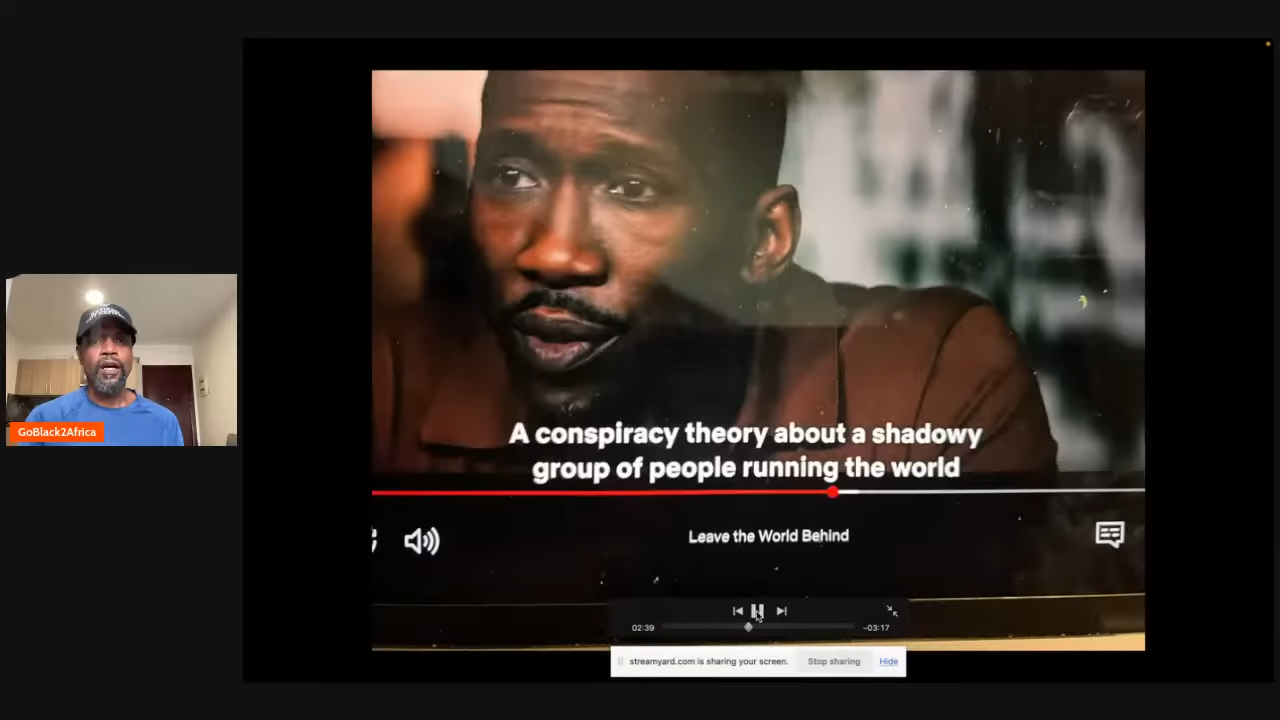 A conspiracy theory about a shadowy
group of people running the world
Leave the World Behind
02:39
-03:17
streamyard.com is sharing your screen.
Stop sharing
Hide
GoBlack2Africa